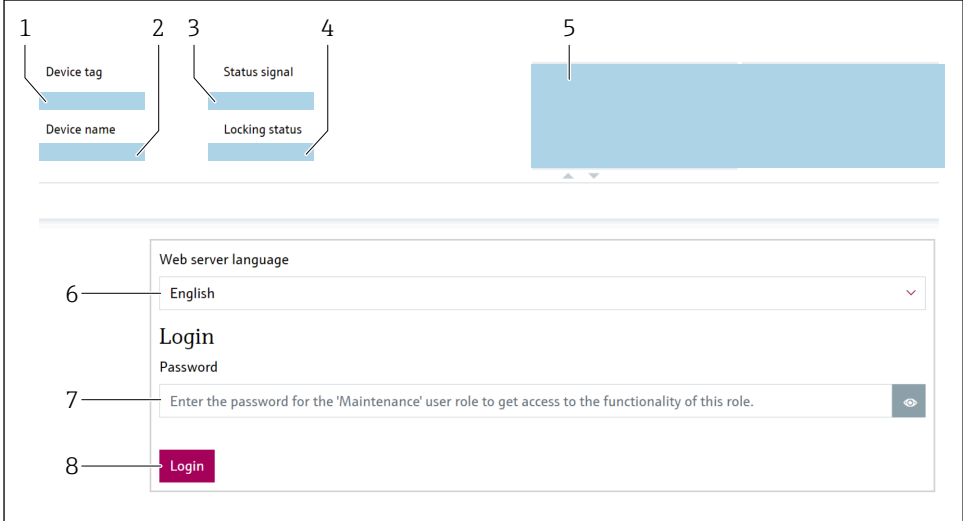 1 2 3 4 5
Device tag Status signal
Device name Locking status
Web server language
6 English
Login
Password
7 Enter the password for the 'Maintenance' user role to get access to the functionality of this role.
8 Login